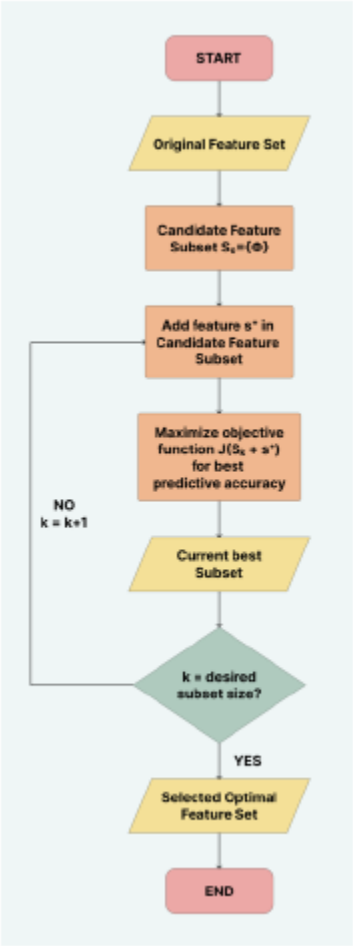 START
Original Feature Set
Candidate Feature
Subset Sₖ={Φ}
Add feature s⁺ in
Candidate Feature
Subset
Maximize objective
function J(Sₖ + s⁺)
for best
predictive accuracy
Current best
Subset
NO
k = k+1
k = desired
subset size?
YES
Selected Optimal
Feature Set
END